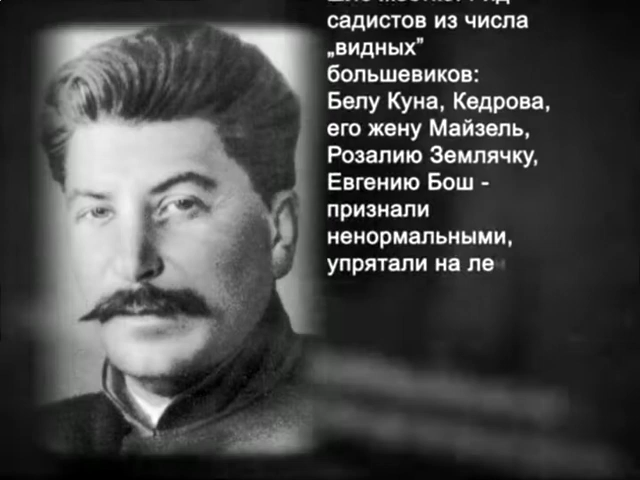 садистов из числа
„видных”
большевиков:
Белу Куна, Кедрова,
его жену Майзель,
Розалию Землячку,
Евгению Бош -
признали
ненормальными,
упрятали на ле